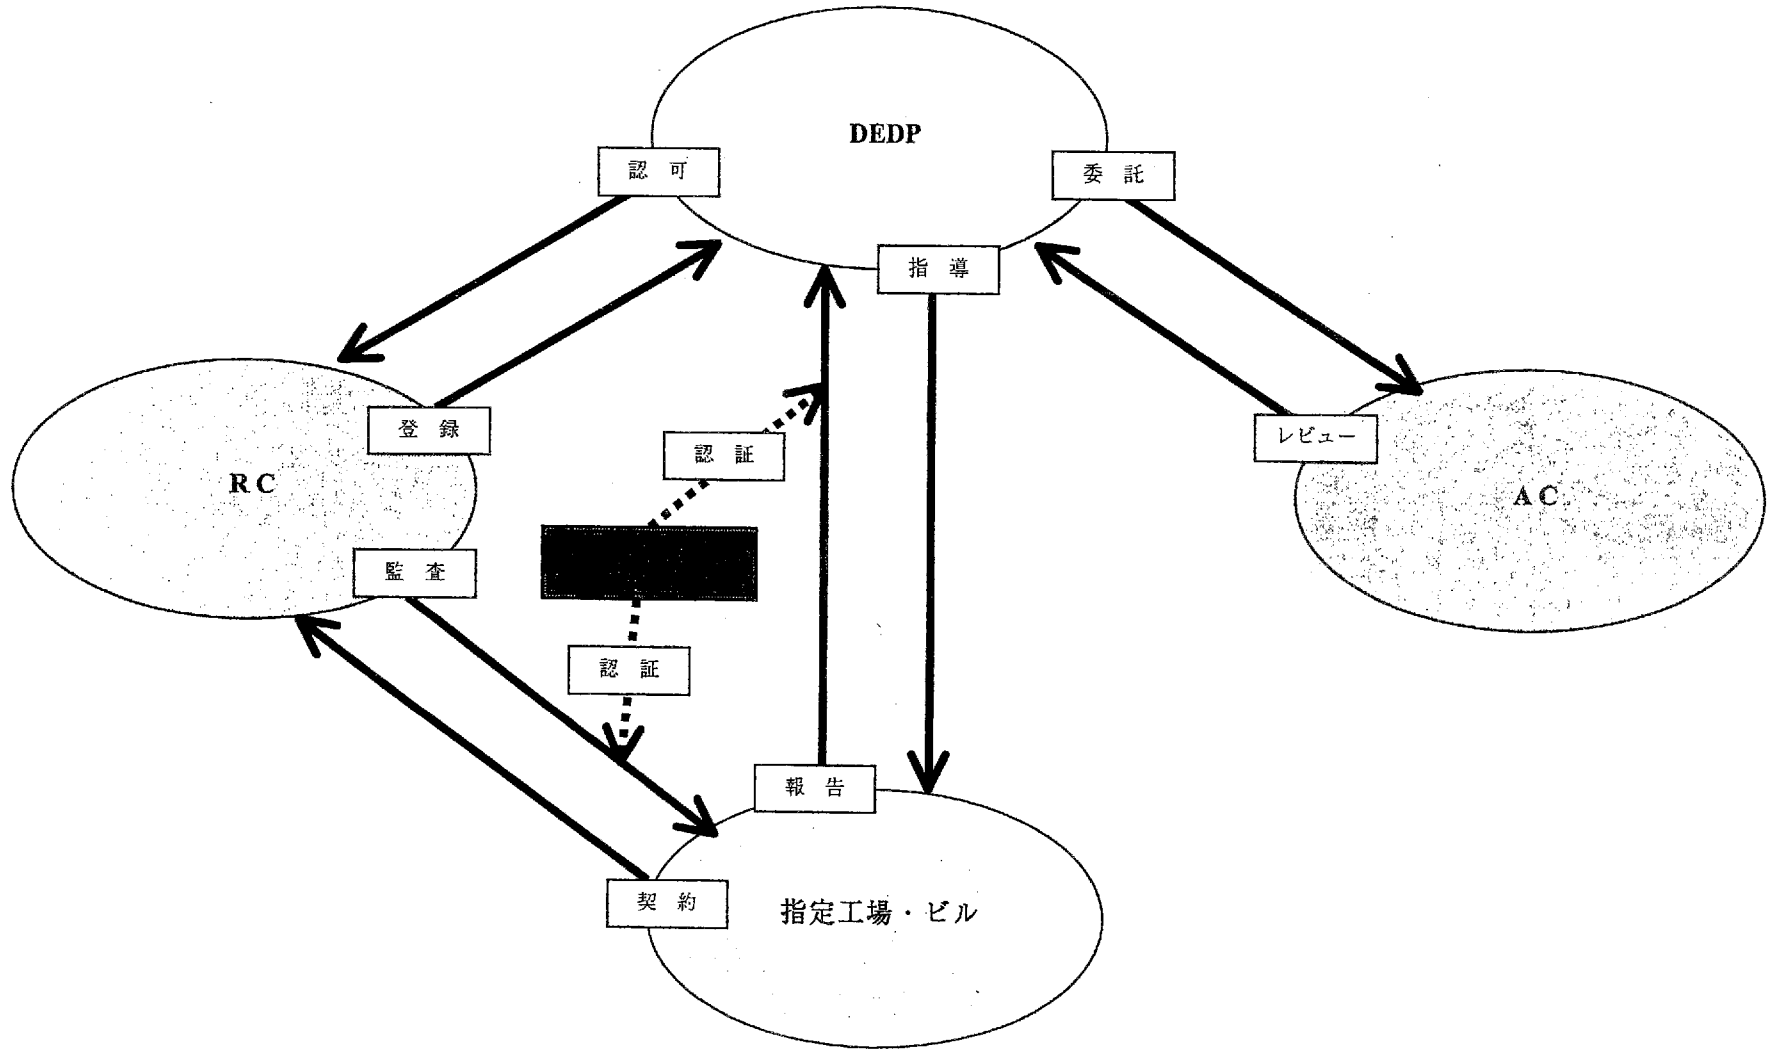 DEDP
認 可
委 託
指 導
登 録
認 証
レビュー
RC
AC
監 査
認 証
報 告
契 約
指定工場・ビル